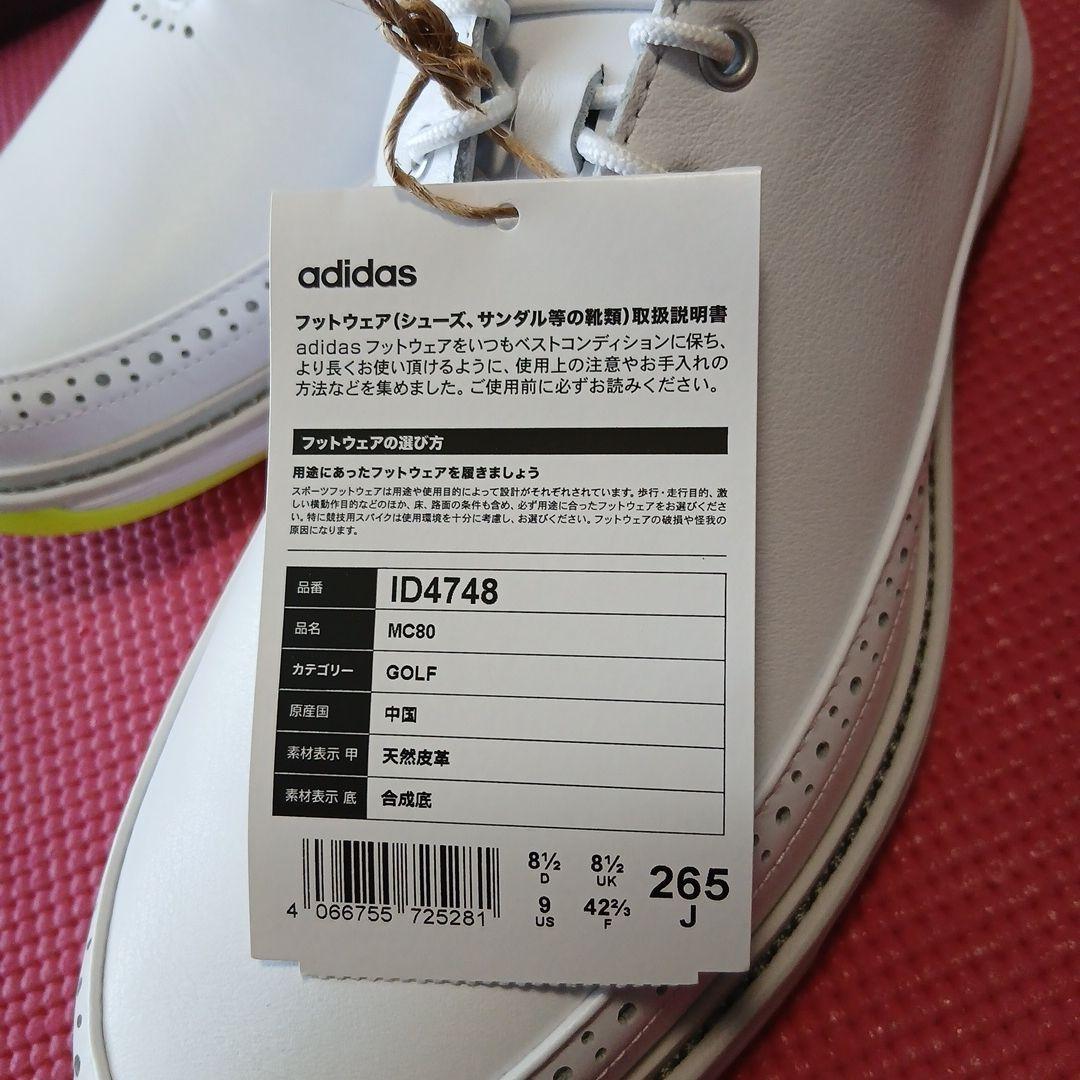 adidas
フットウェア(シューズ、サンダル等の靴類)取扱説明書
adidas フットウェアをいつもベストコンディションに保ち、
より長くお使い頂けるように、使用上の注意やお手入れの
方法などを集めました。ご使用前に必ずお読みください。
フットウェアの選び方
用途にあったフットウェアを履きましょう
スポーツフットウェアは用途や使用目的によって設計がそれぞれされています。歩行・走行目的、激
しい横動作目的などのほか、床、路面の条件も含め、必ず用途に合ったフットウェアをお選びくださ
い。特に競技用スパイクは使用環境を十分に考慮し、お選びください。フットウェアの破損や怪我の
原因になります。
品番 ID4748
品名 MC80
カテゴリー GOLF
原産国 中国
素材表示 甲 天然皮革
素材表示 底 合成底
8½ 8½ 265
D UK J
9 42⅔
US F
4 066755 725281